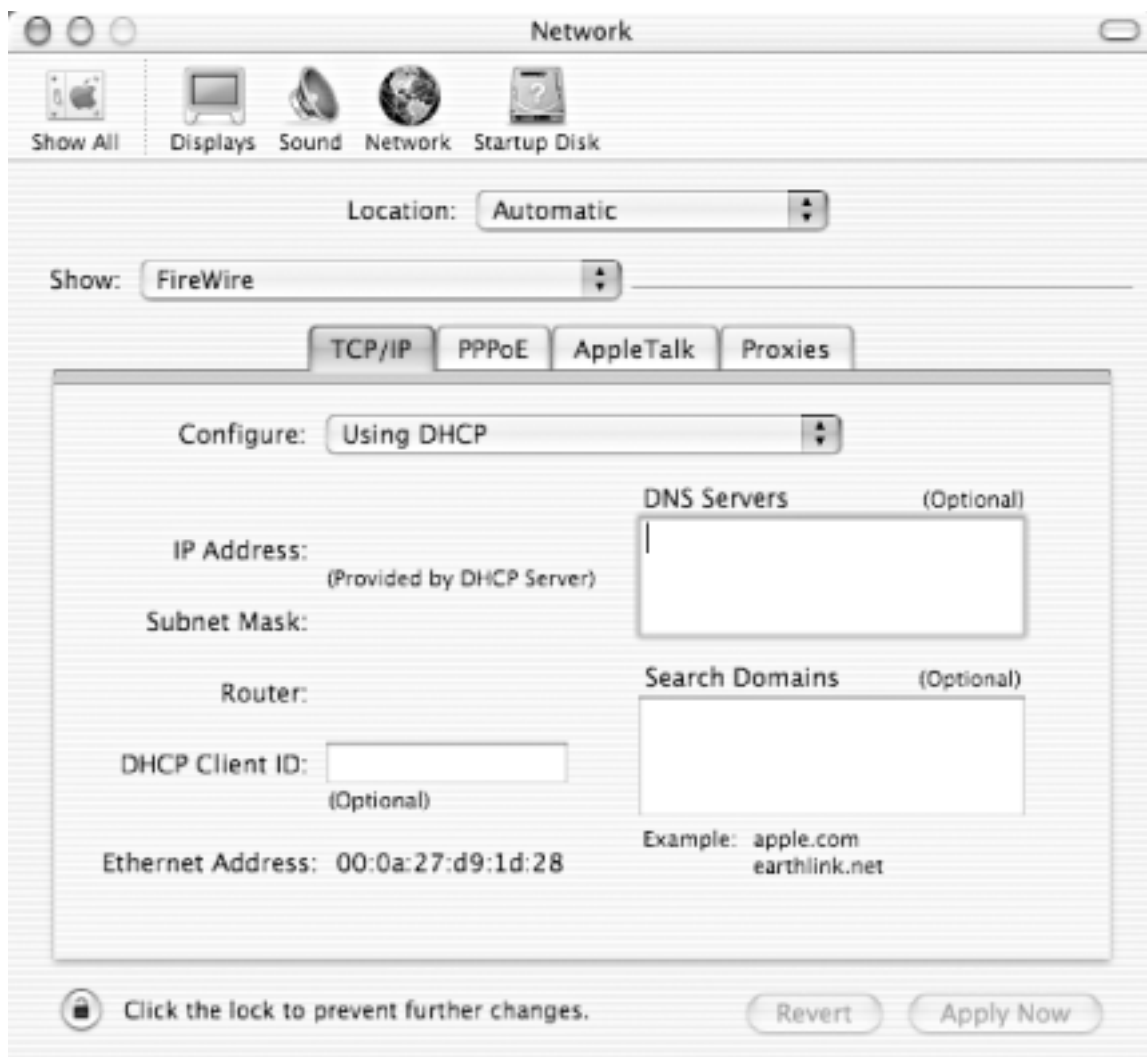 Network
Show All Displays Sound Network Startup Disk
Location: Automatic
Show: FireWire
TCP/IP PPPoE AppleTalk Proxies
Configure: Using DHCP
DNS Servers (Optional)
IP Address:
(Provided by DHCP Server)
Subnet Mask:
Search Domains (Optional)
Router:
DHCP Client ID:
(Optional)
Example: apple.com
earthlink.net
Ethernet Address: 00:0a:27:d9:1d:28
Click the lock to prevent further changes.
Revert Apply Now